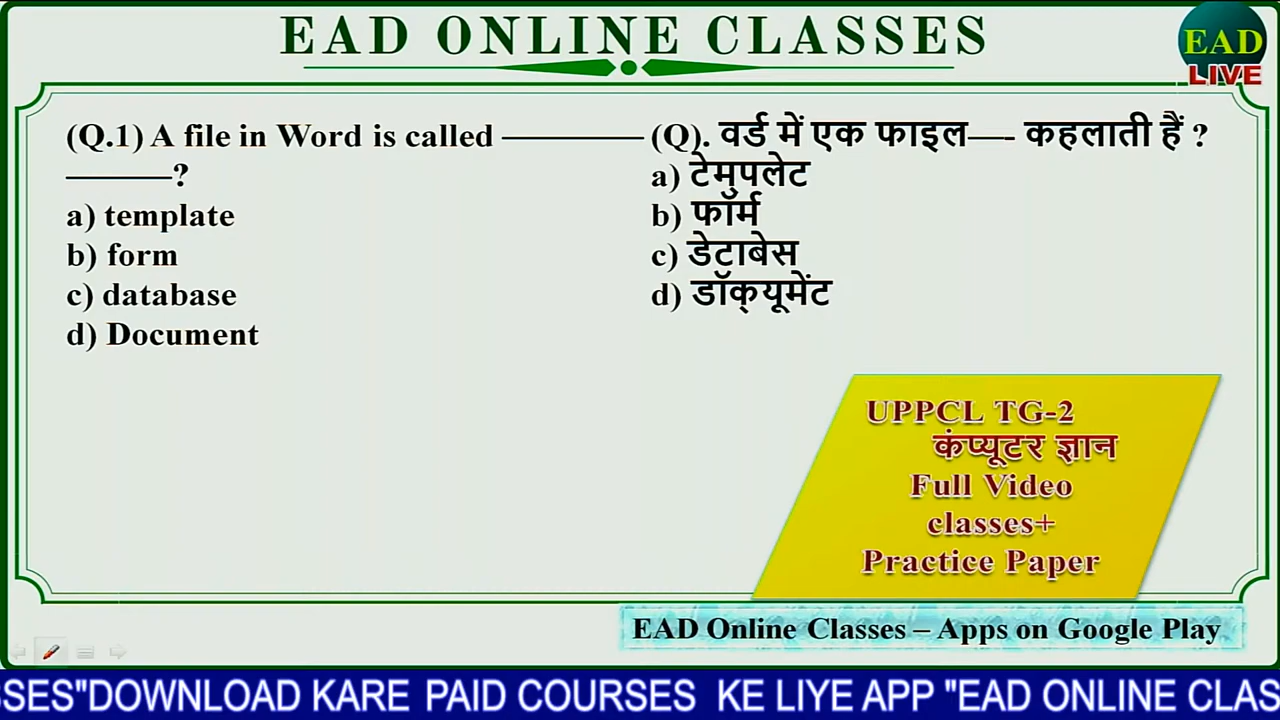 EAD ONLINE CLASSES
EAD
LIVE
(Q.1) A file in Word is called ————
———?
a) template
b) form
c) database
d) Document
(Q). वर्ड में एक फाइल—- कहलाती हैं ?
a) टेम्पलेट
b) फॉर्म
c) डेटाबेस
d) डॉक्यूमेंट
UPPCL TG-2
कंप्यूटर ज्ञान
Full Video
classes+
Practice Paper
EAD Online Classes – Apps on Google Play
SSES"DOWNLOAD KARE PAID COURSES KE LIYE APP "EAD ONLINE CLAS